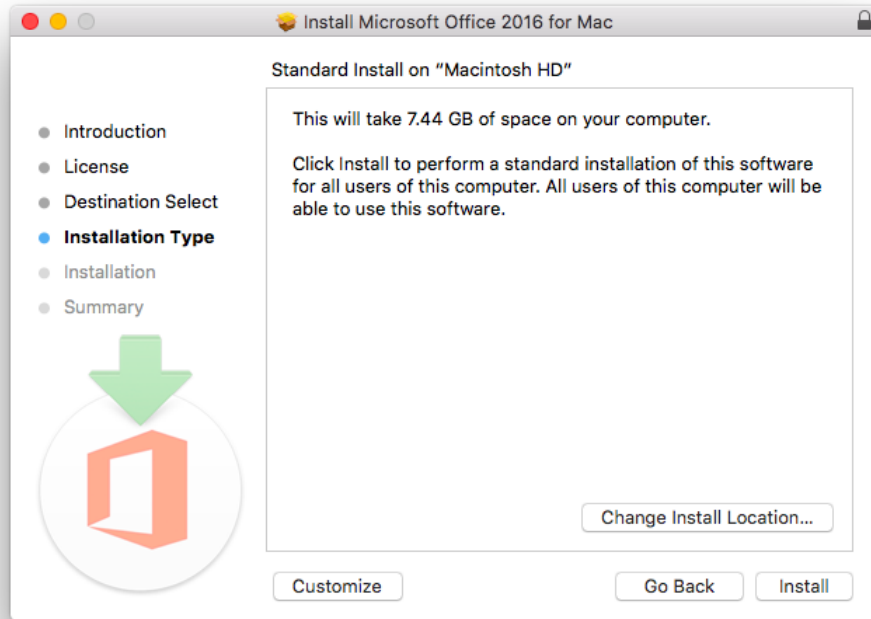 Install Microsoft Office 2016 for Mac
Standard Install on “Macintosh HD”
Introduction
License
Destination Select
Installation Type
Installation
Summary
This will take 7.44 GB of space on your computer.
Click Install to perform a standard installation of this software
for all users of this computer. All users of this computer will be
able to use this software.
Change Install Location...
Customize
Go Back
Install